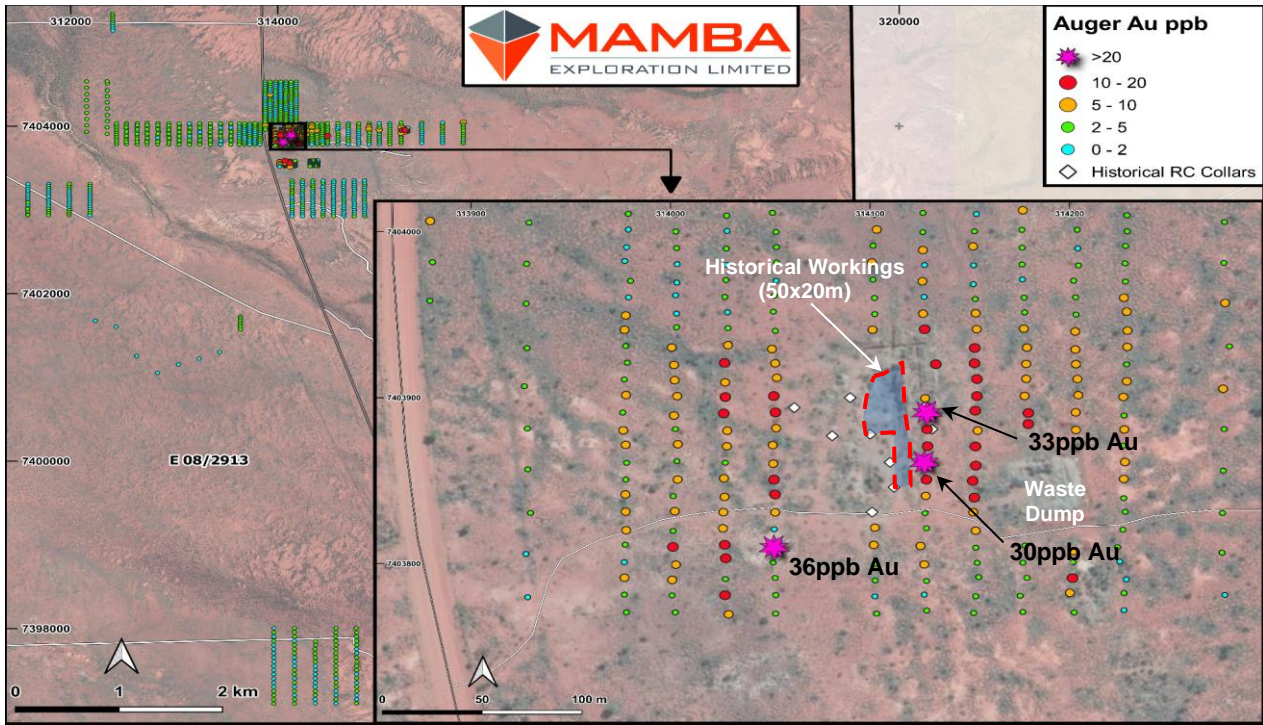 312000
314000
320000
7404000
7402000
7400000
7398000
MAMBA
EXPLORATION LIMITED
Auger Au ppb
>20
10 - 20
5 - 10
2 - 5
0 - 2
Historical RC Collars
E 08/2913
0 1 2 km
313900
314000
314100
314200
7404000
7403900
7403800
Historical Workings
(50x20m)
33ppb Au
Waste
Dump
30ppb Au
36ppb Au
0 50 100 m